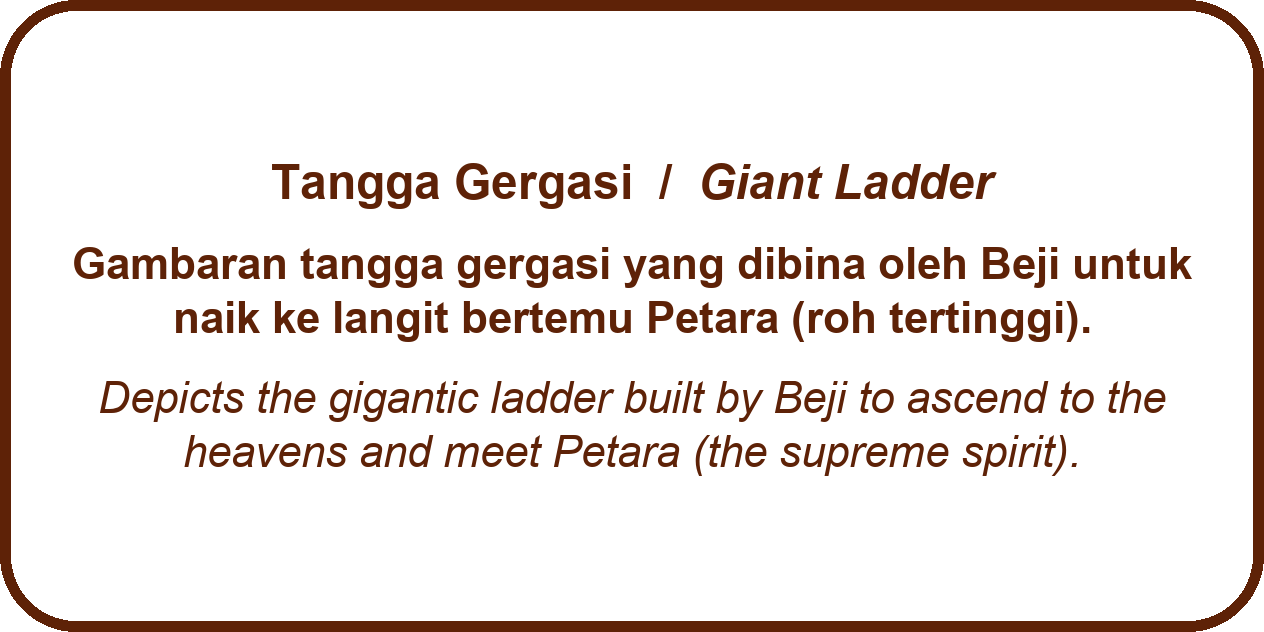 Tangga Gergasi / Giant Ladder
Gambaran tangga gergasi yang dibina oleh Beji untuk
naik ke langit bertemu Petara (roh tertinggi).
Depicts the gigantic ladder built by Beji to ascend to the
heavens and meet Petara (the supreme spirit).